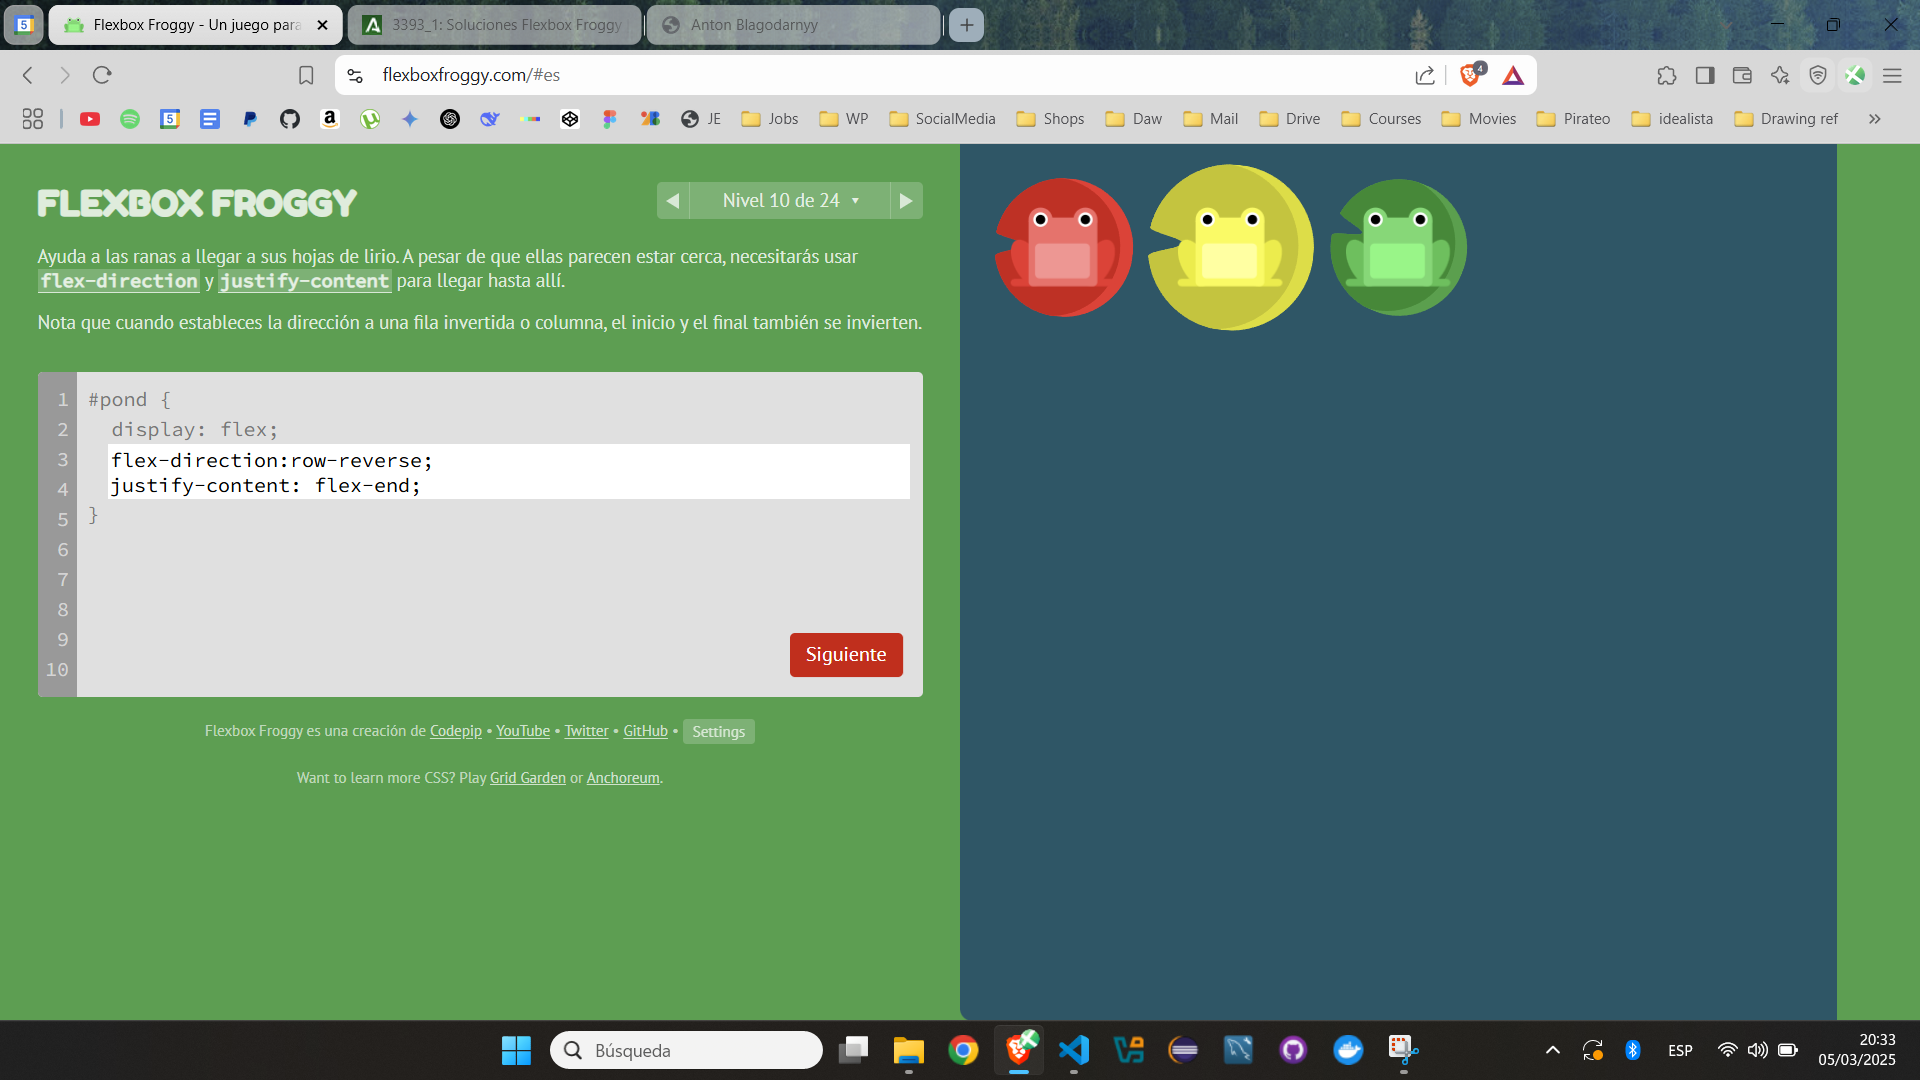 Flexbox Froggy - Un juego para
3393_1: Soluciones Flexbox Froggy
Anton Blagodarnyy
flexboxfroggy.com/#es
4
5
JE
Jobs
WP
SocialMedia
Shops
Daw
Mail
Drive
Courses
Movies
Pirateo
idealista
Drawing ref
FLEXBOX FROGGY
Nivel 10 de 24
Ayuda a las ranas a llegar a sus hojas de lirio. A pesar de que ellas parecen estar cerca, necesitarás usar
flex-direction y justify-content para llegar hasta allí.
Nota que cuando estableces la dirección a una fila invertida o columna, el inicio y el final también se invierten.
1 #pond {
2 display: flex;
3 flex-direction:row-reverse;
4 justify-content: flex-end;
5 }
6
7
8
9
10
Siguiente
Flexbox Froggy es una creación de Codepip • YouTube • Twitter • GitHub • Settings
Want to learn more CSS? Play Grid Garden or Anchoreum.
Búsqueda
ESP
20:33
05/03/2025